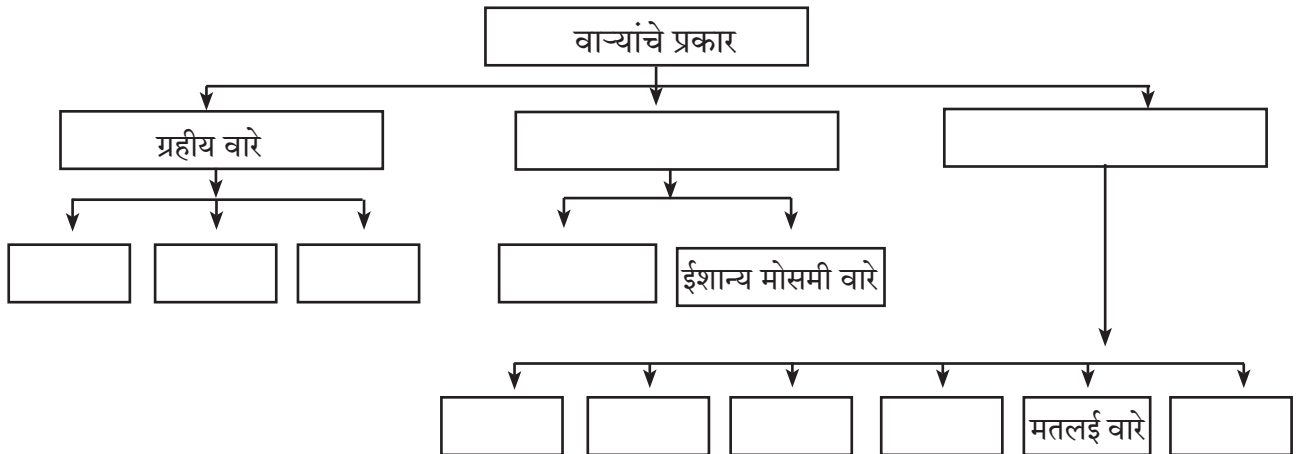 वाऱ्यांचे प्रकार
ग्रहीय वारे
ईशान्य मोसमी वारे
मतलई वारे